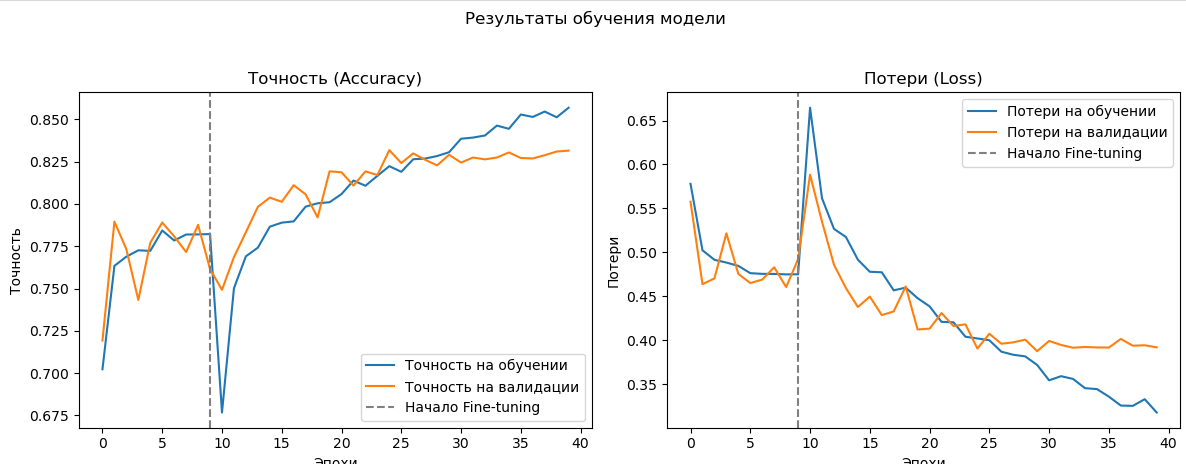 Результаты обучения модели
Точность (Accuracy)
Точность
0.850
0.825
0.800
0.775
0.750
0.725
0.700
0.675
Точность на обучении
Точность на валидации
Начало Fine-tuning
0 5 10 15 20 25 30 35 40
Эпохи
Потери (Loss)
Потери
0.65
0.60
0.55
0.50
0.45
0.40
0.35
Потери на обучении
Потери на валидации
Начало Fine-tuning
0 5 10 15 20 25 30 35 40
Эпохи